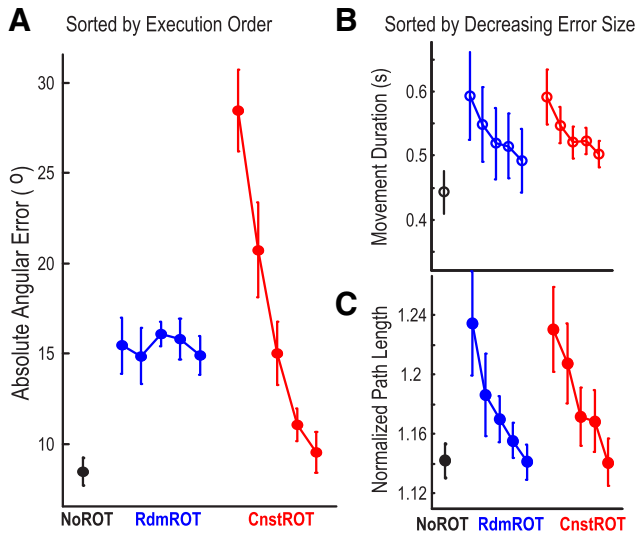 A Sorted by Execution Order
Absolute Angular Error ( º)
30
25
20
15
10
NoROT RdmROT CnstROT
B Sorted by Decreasing Error Size
Movement Duration (s)
0.6
0.5
0.4
C
Normalized Path Length
1.24
1.2
1.16
1.12
NoROT RdmROT CnstROT